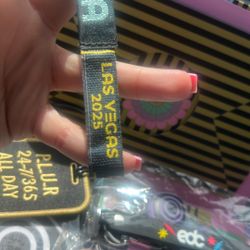 A
LAS VEGAS
2025
PLUR
24-7/365
ALL DAY
edc